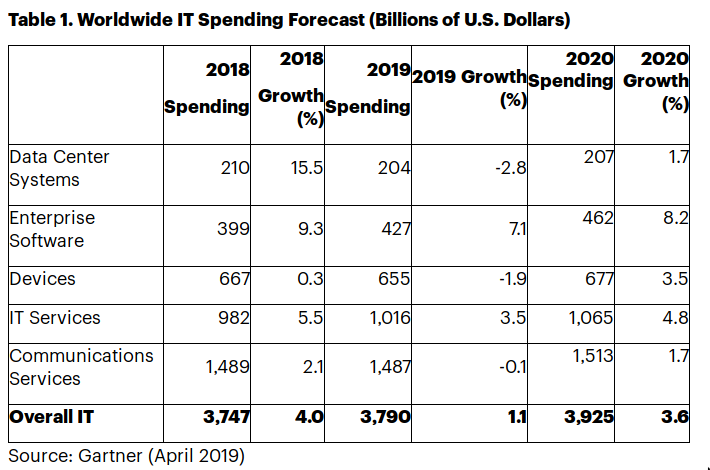 Table 1. Worldwide IT Spending Forecast (Billions of U.S. Dollars)
2018 Spending 2018 Growth (%) 2019 Spending 2019 Growth (%) 2020 Spending 2020 Growth (%)
Data Center Systems 210 15.5 204 -2.8 207 1.7
Enterprise Software 399 9.3 427 7.1 462 8.2
Devices 667 0.3 655 -1.9 677 3.5
IT Services 982 5.5 1,016 3.5 1,065 4.8
Communications Services 1,489 2.1 1,487 -0.1 1,513 1.7
Overall IT 3,747 4.0 3,790 1.1 3,925 3.6
Source: Gartner (April 2019)